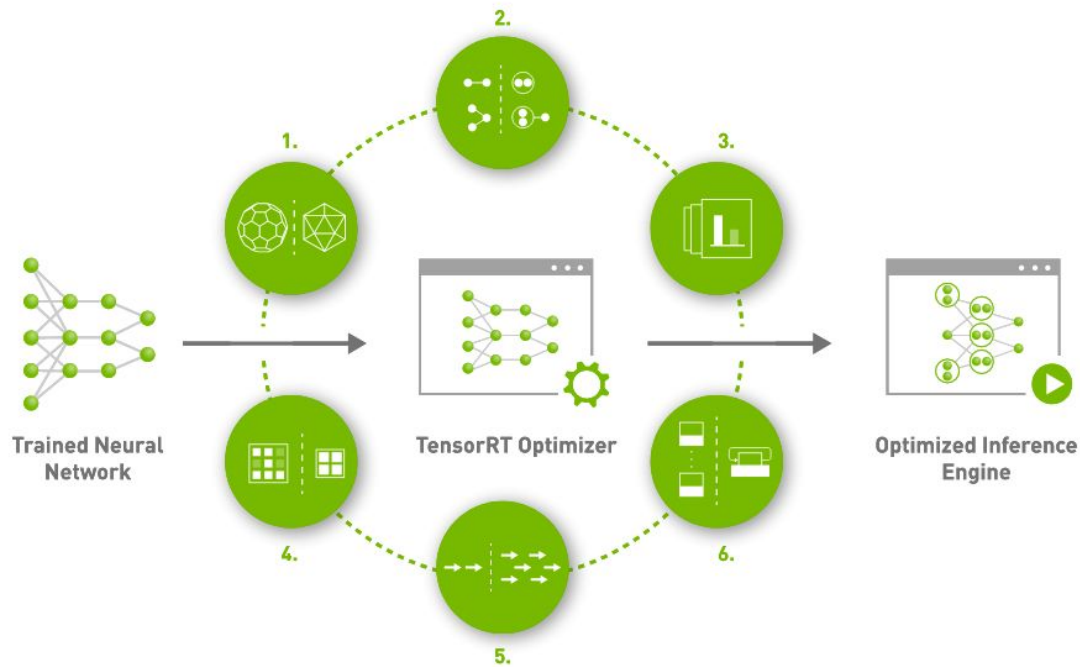 2.
1.
3.
Trained Neural
Network
TensorRT Optimizer
Optimized Inference
Engine
4.
6.
5.